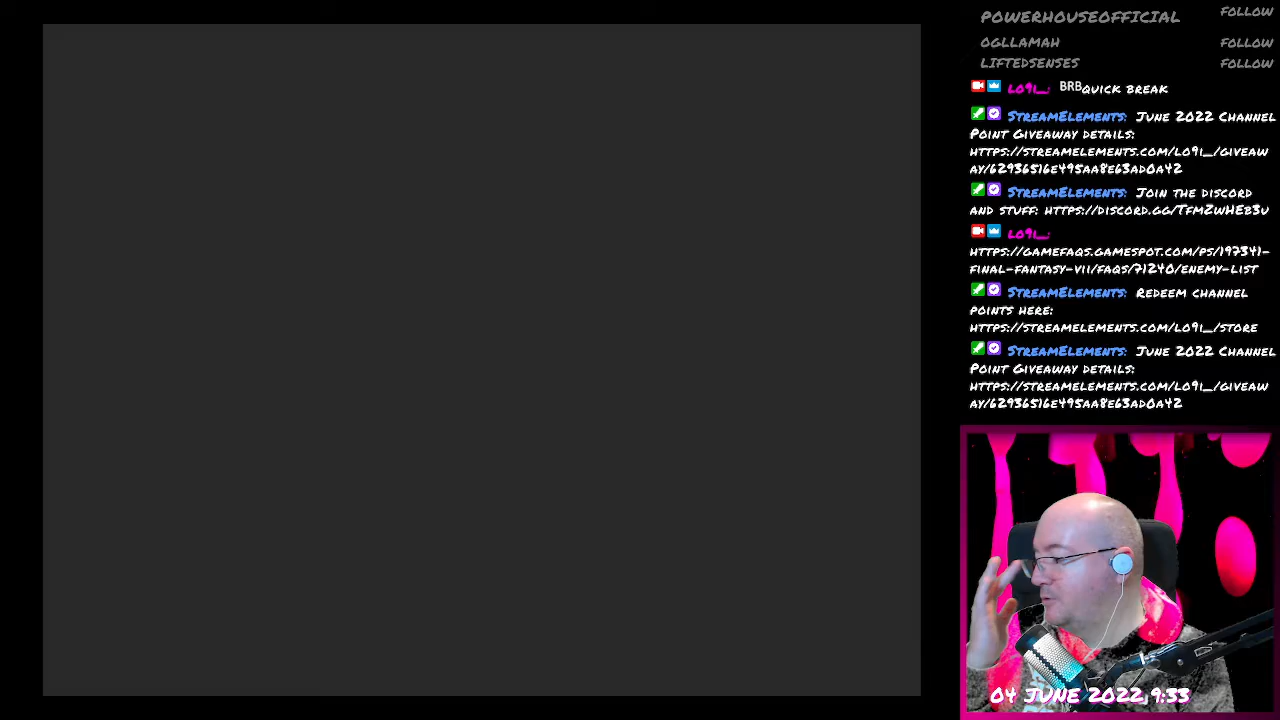 POWERHOUSEOFFICIAL FOLLOW
OGLLAMAH FOLLOW
LIFTEDSENSES FOLLOW
LO9I_: BRB QUICK BREAK
STREAMELEMENTS: JUNE 2022 CHANNEL
POINT GIVEAWAY DETAILS:
HTTPS://STREAMELEMENTS.COM/LO9I_/GIVEAW
AY/62936516E495AA8E63AD0A42
STREAMELEMENTS: JOIN THE DISCORD
AND STUFF: HTTPS://DISCORD.GG/TFMZWHE83U
LO9I_:
HTTPS://GAMEFAQS.GAMESPOT.COM/PS/197341-
FINAL-FANTASY-VII/FAQS/71240/ENEMY-LIST
STREAMELEMENTS: REDEEM CHANNEL
POINTS HERE:
HTTPS://STREAMELEMENTS.COM/LO9I_/STORE
STREAMELEMENTS: JUNE 2022 CHANNEL
POINT GIVEAWAY DETAILS:
HTTPS://STREAMELEMENTS.COM/LO9I_/GIVEAW
AY/62936516E495AA8E63AD0A42
04 JUNE 2022 9:33